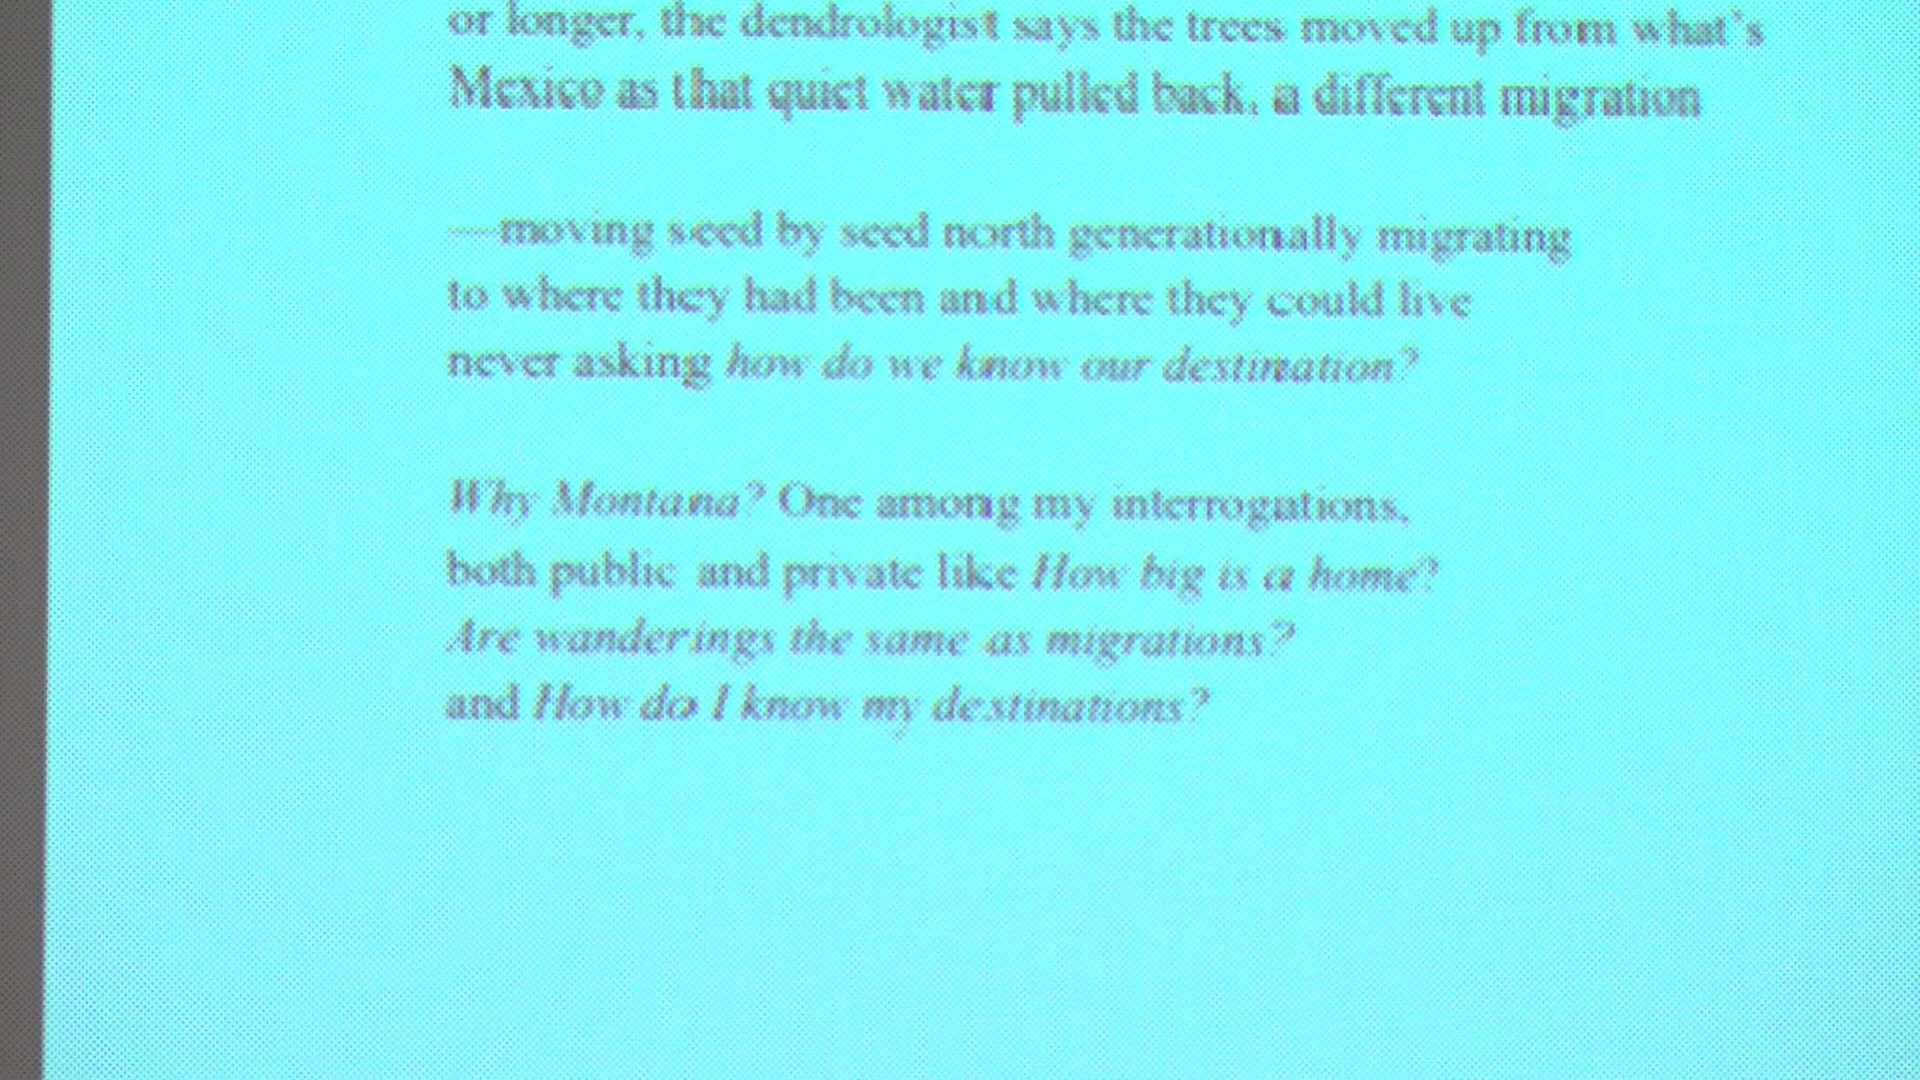 or longer, the dendrologist says the trees moved up from what's
Mexico as that quiet water pulled back, a different migration
—moving seed by seed north generationally migrating
to where they had been and where they could live
never asking how do we know our destination?
Why Montana? One among my interrogations,
both public and private like How big is a home?
Are wanderings the same as migrations?
and How do I know my destinations?